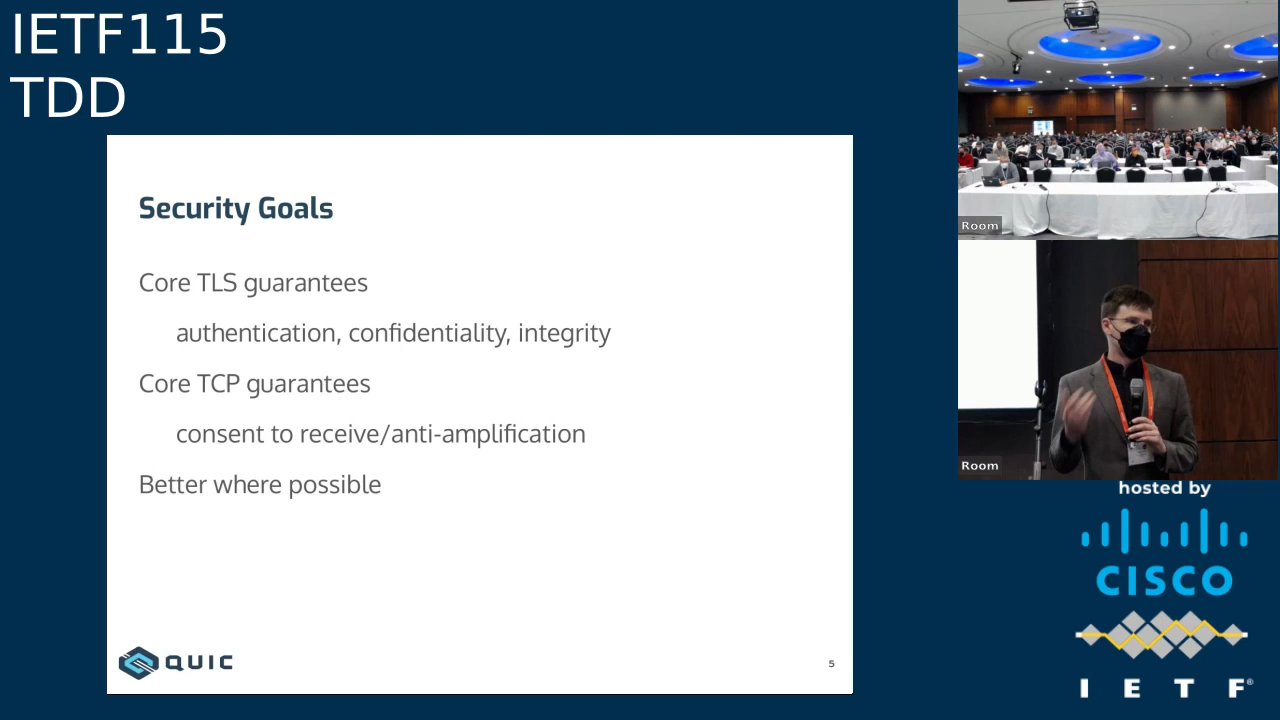 IETF115
TDD
Security Goals
Core TLS guarantees
authentication, confidentiality, integrity
Core TCP guarantees
consent to receive/anti-amplification
Better where possible
QUIC
5
Room
Room
hosted by
CISCO
IETF®